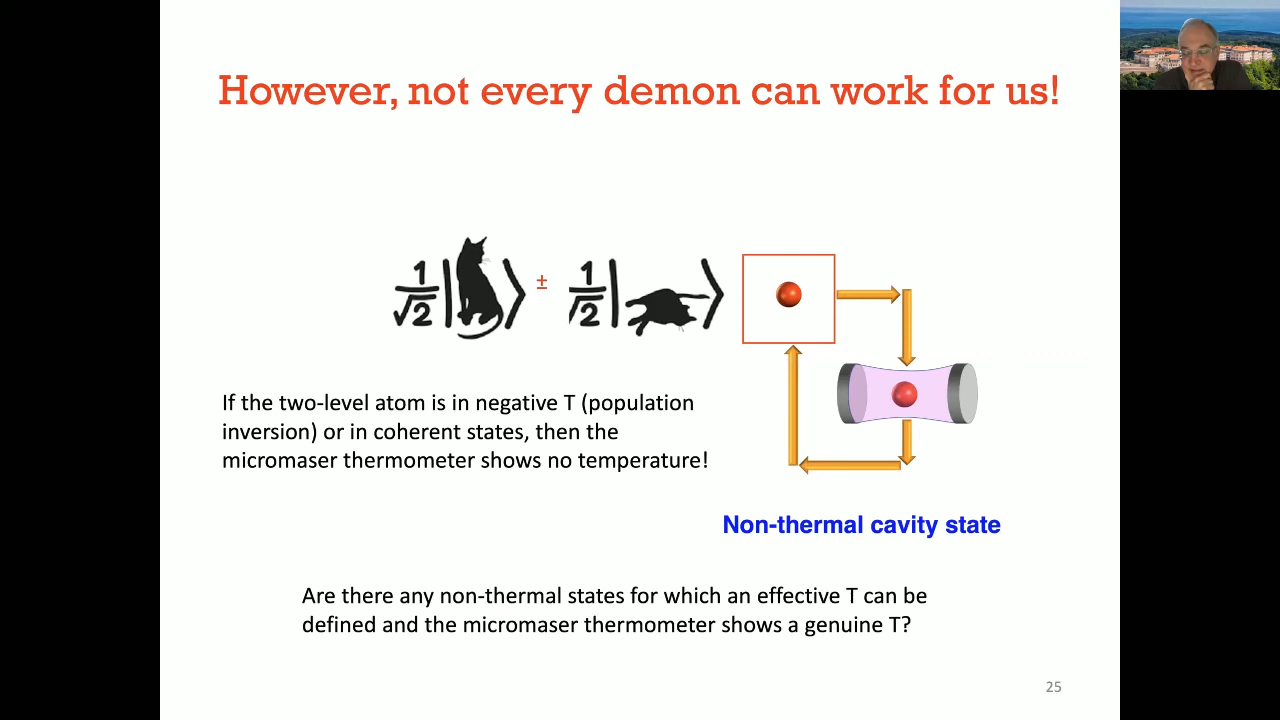 However, not every demon can work for us!
1/√2 | ⟩ ± 1/√2 | ⟩
If the two-level atom is in negative T (population
inversion) or in coherent states, then the
micromaser thermometer shows no temperature!
Non-thermal cavity state
Are there any non-thermal states for which an effective T can be
defined and the micromaser thermometer shows a genuine T?
25